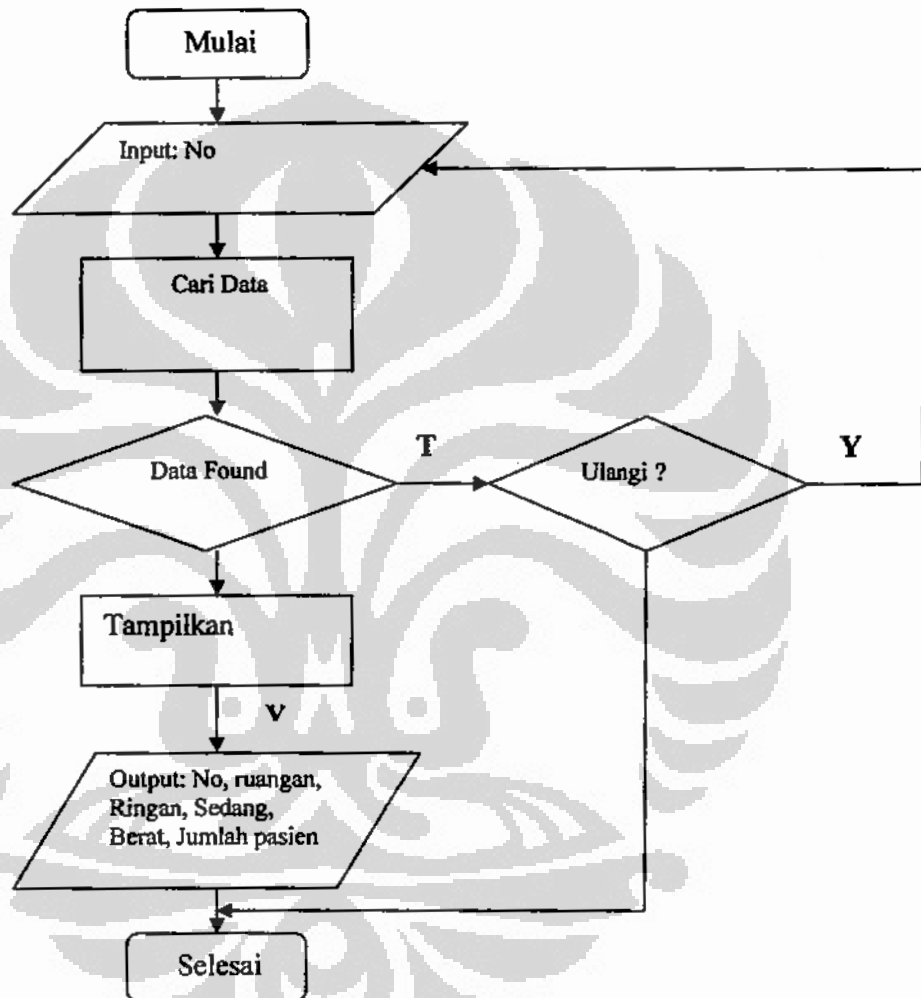 Mulai
Input: No
Cari Data
Data Found
T
Ulangi ?
Y
Tampilkan
V
Output: No, ruangan,
Ringan, Sedang,
Berat, Jumlah pasien
Selesai